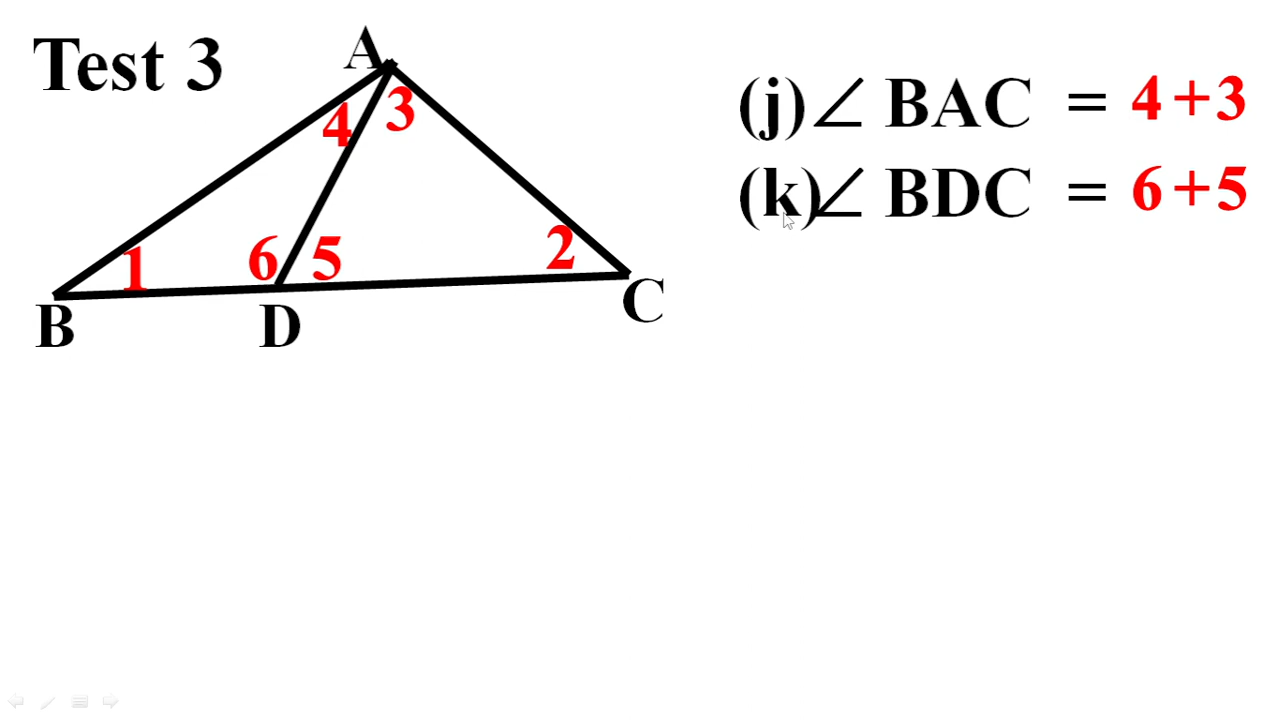 Test 3
A
4 3
1 6 5 2
B D C
(j)∠ BAC = 4+3
(k)∠ BDC = 6+5